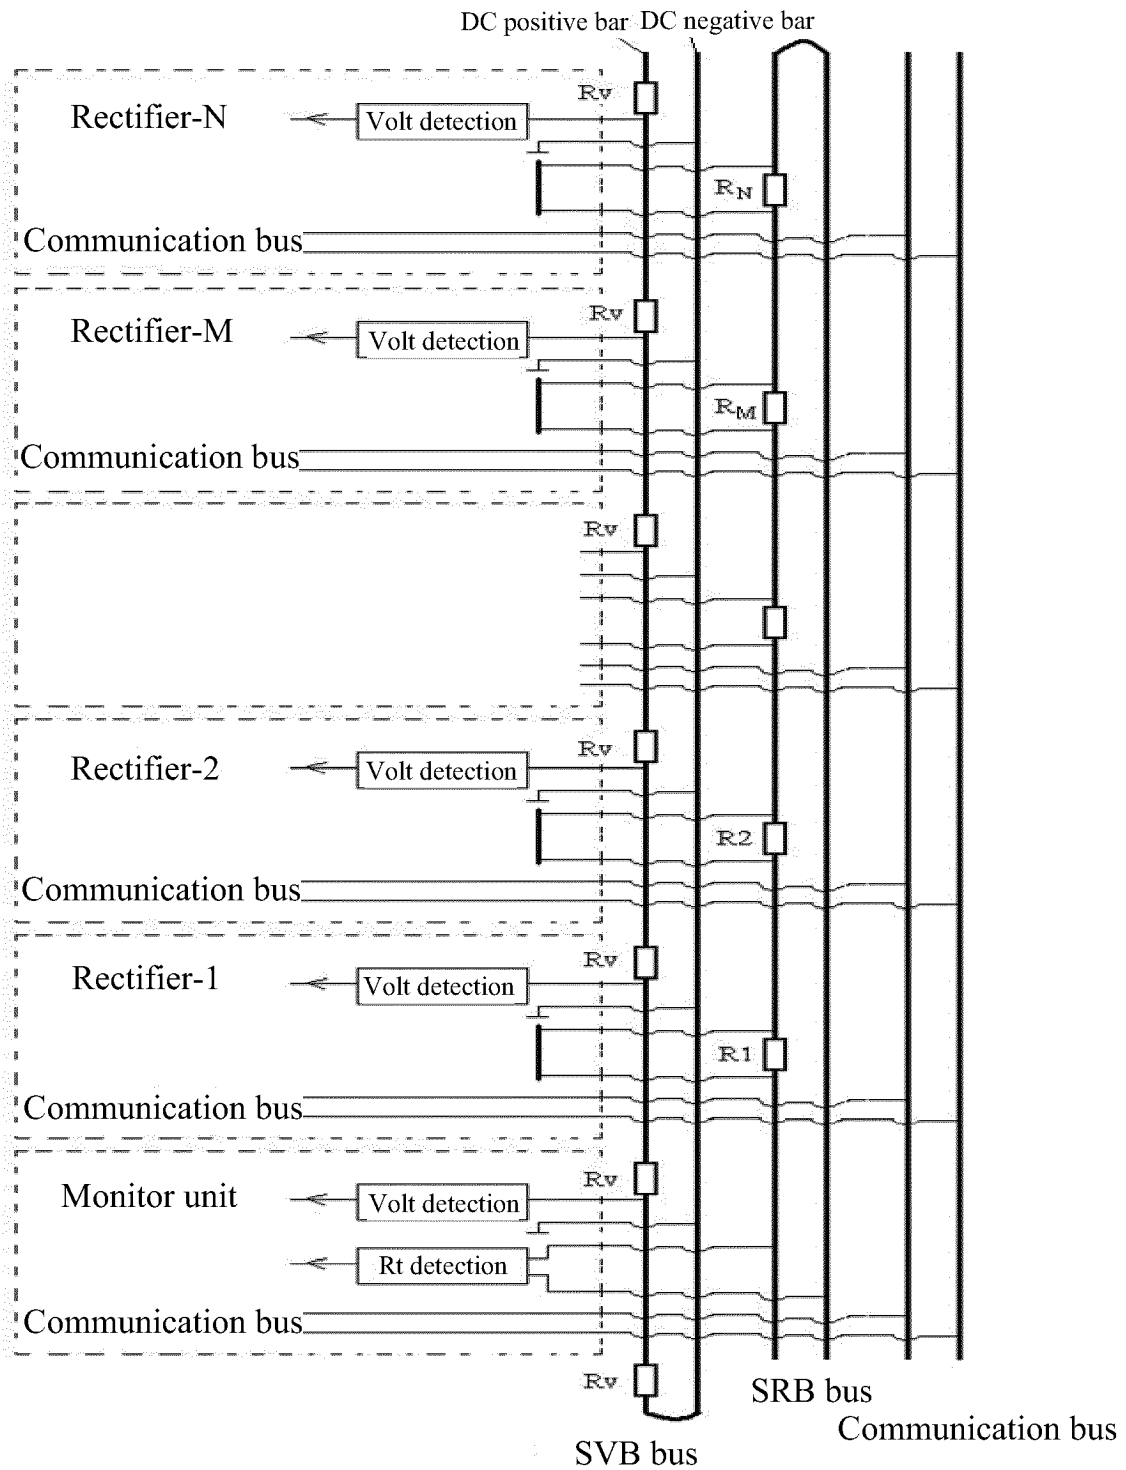 DC positive bar DC negative bar
Rv
Rectifier-N
Volt detection
RN
Communication bus
Rv
Rectifier-M
Volt detection
RM
Communication bus
Rv
Rv
Rectifier-2
Volt detection
R2
Communication bus
Rv
Rectifier-1
Volt detection
R1
Communication bus
Rv
Monitor unit
Volt detection
Rt detection
Communication bus
Rv
SRB bus
Communication bus
SVB bus